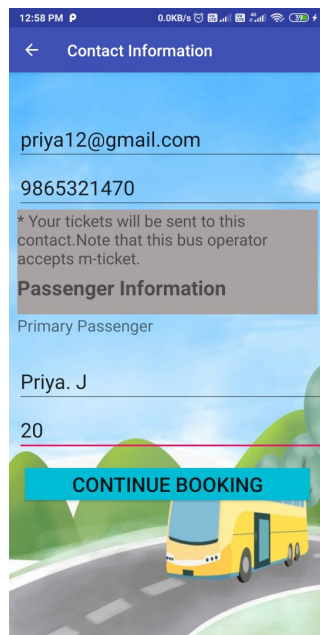 12:58 PM P 0.0KB/s 39
Contact Information
priya12@gmail.com
9865321470
* Your tickets will be sent to this
contact.Note that this bus operator
accepts m-ticket.
Passenger Information
Primary Passenger
Priya. J
20
CONTINUE BOOKING